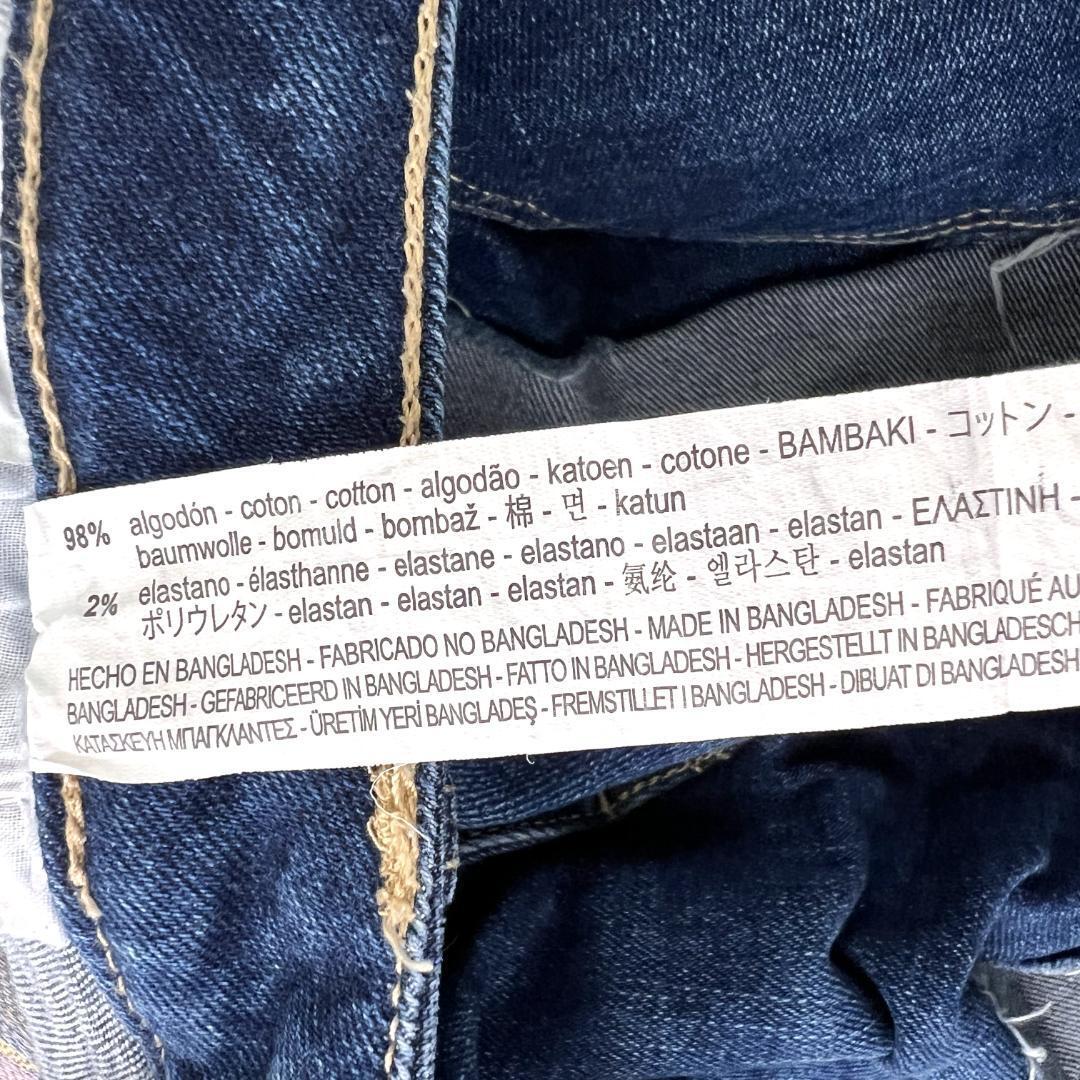 98% algodón - coton - cotton - algodão - katoen - cotone - BAMBAKI - コットン -
baumwolle - bomuld - bombaž - 棉 - 면 - katun
2% elastano - élasthanne - elastane - elastano - elastaan - elastan - ΕΛΑΣΤΙΝΗ -
ポリウレタン - elastan - elastan - elastan - 氨纶 - 엘라스탄 - elastan
HECHO EN BANGLADESH - FABRICADO NO BANGLADESH - MADE IN BANGLADESH - FABRIQUÉ AU
BANGLADESH - GEFABRICEERD IN BANGLADESH - FATTO IN BANGLADESH - HERGESTELLT IN BANGLADESCH
ΚΑΤΑΣΚΕΥΗ ΜΠΑΓΚΛΑΝΤΕΣ - ÜRETİM YERİ BANGLADEŞ - FREMSTILLET I BANGLADESH - DIBUAT DI BANGLADESH